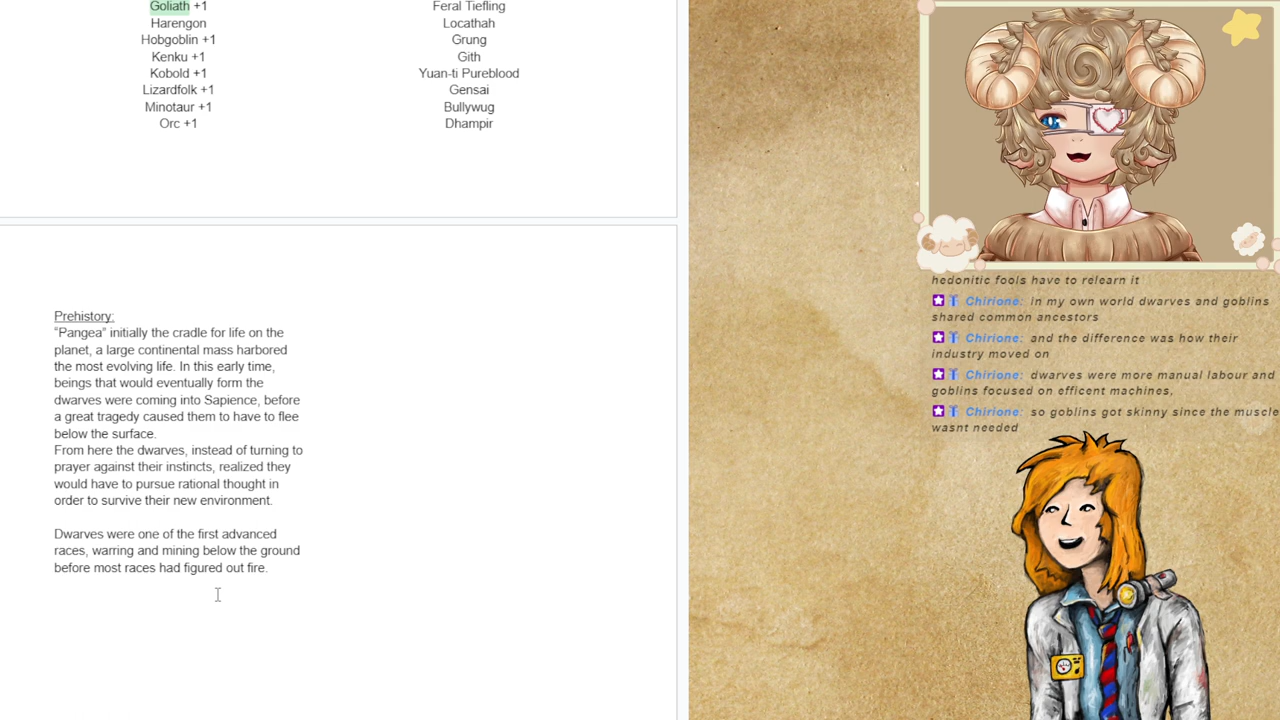 Goliath +1
Harengon
Hobgoblin +1
Kenku +1
Kobold +1
Lizardfolk +1
Minotaur +1
Orc +1
Feral Tiefling
Locathah
Grung
Gith
Yuan-ti Pureblood
Gensai
Bullywug
Dhampir
Prehistory:
“Pangea” initially the cradle for life on the
planet, a large continental mass harbored
the most evolving life. In this early time,
beings that would eventually form the
dwarves were coming into Sapience, before
a great tragedy caused them to have to flee
below the surface.
From here the dwarves, instead of turning to
prayer against their instincts, realized they
would have to pursue rational thought in
order to survive their new environment.
Dwarves were one of the first advanced
races, warring and mining below the ground
before most races had figured out fire.
hedonitic fools have to relearn it
Chirione: in my own world dwarves and goblins
shared common ancestors
Chirione: and the difference was how their
industry moved on
Chirione: dwarves were more manual labour and
goblins focused on efficent machines,
Chirione: so goblins got skinny since the muscle
wasnt needed